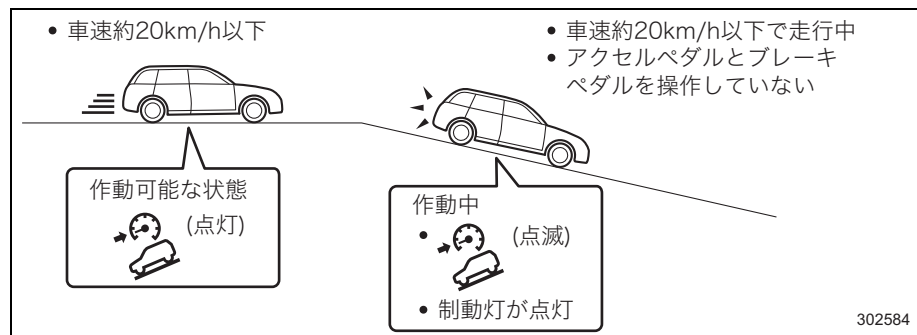 • 車速約20km/h以下
• 車速約20km/h以下で走行中
• アクセルペダルとブレーキ
ペダルを操作していない
作動可能な状態
(点灯)
作動中
• (点滅)
• 制動灯が点灯
302584